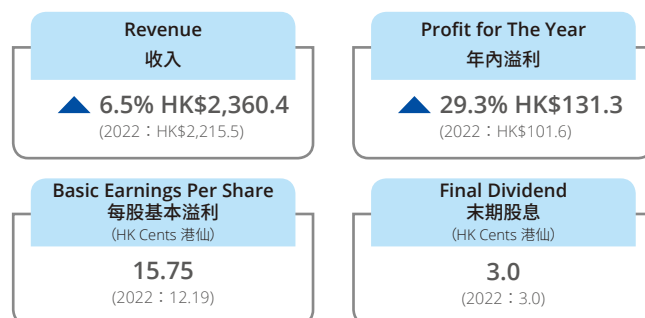 Revenue
收入
6.5% HK$2,360.4
(2022：HK$2,215.5)
Profit for The Year
年內溢利
29.3% HK$131.3
(2022：HK$101.6)
Basic Earnings Per Share
每股基本溢利
(HK Cents 港仙)
15.75
(2022：12.19)
Final Dividend
末期股息
(HK Cents 港仙)
3.0
(2022：3.0)